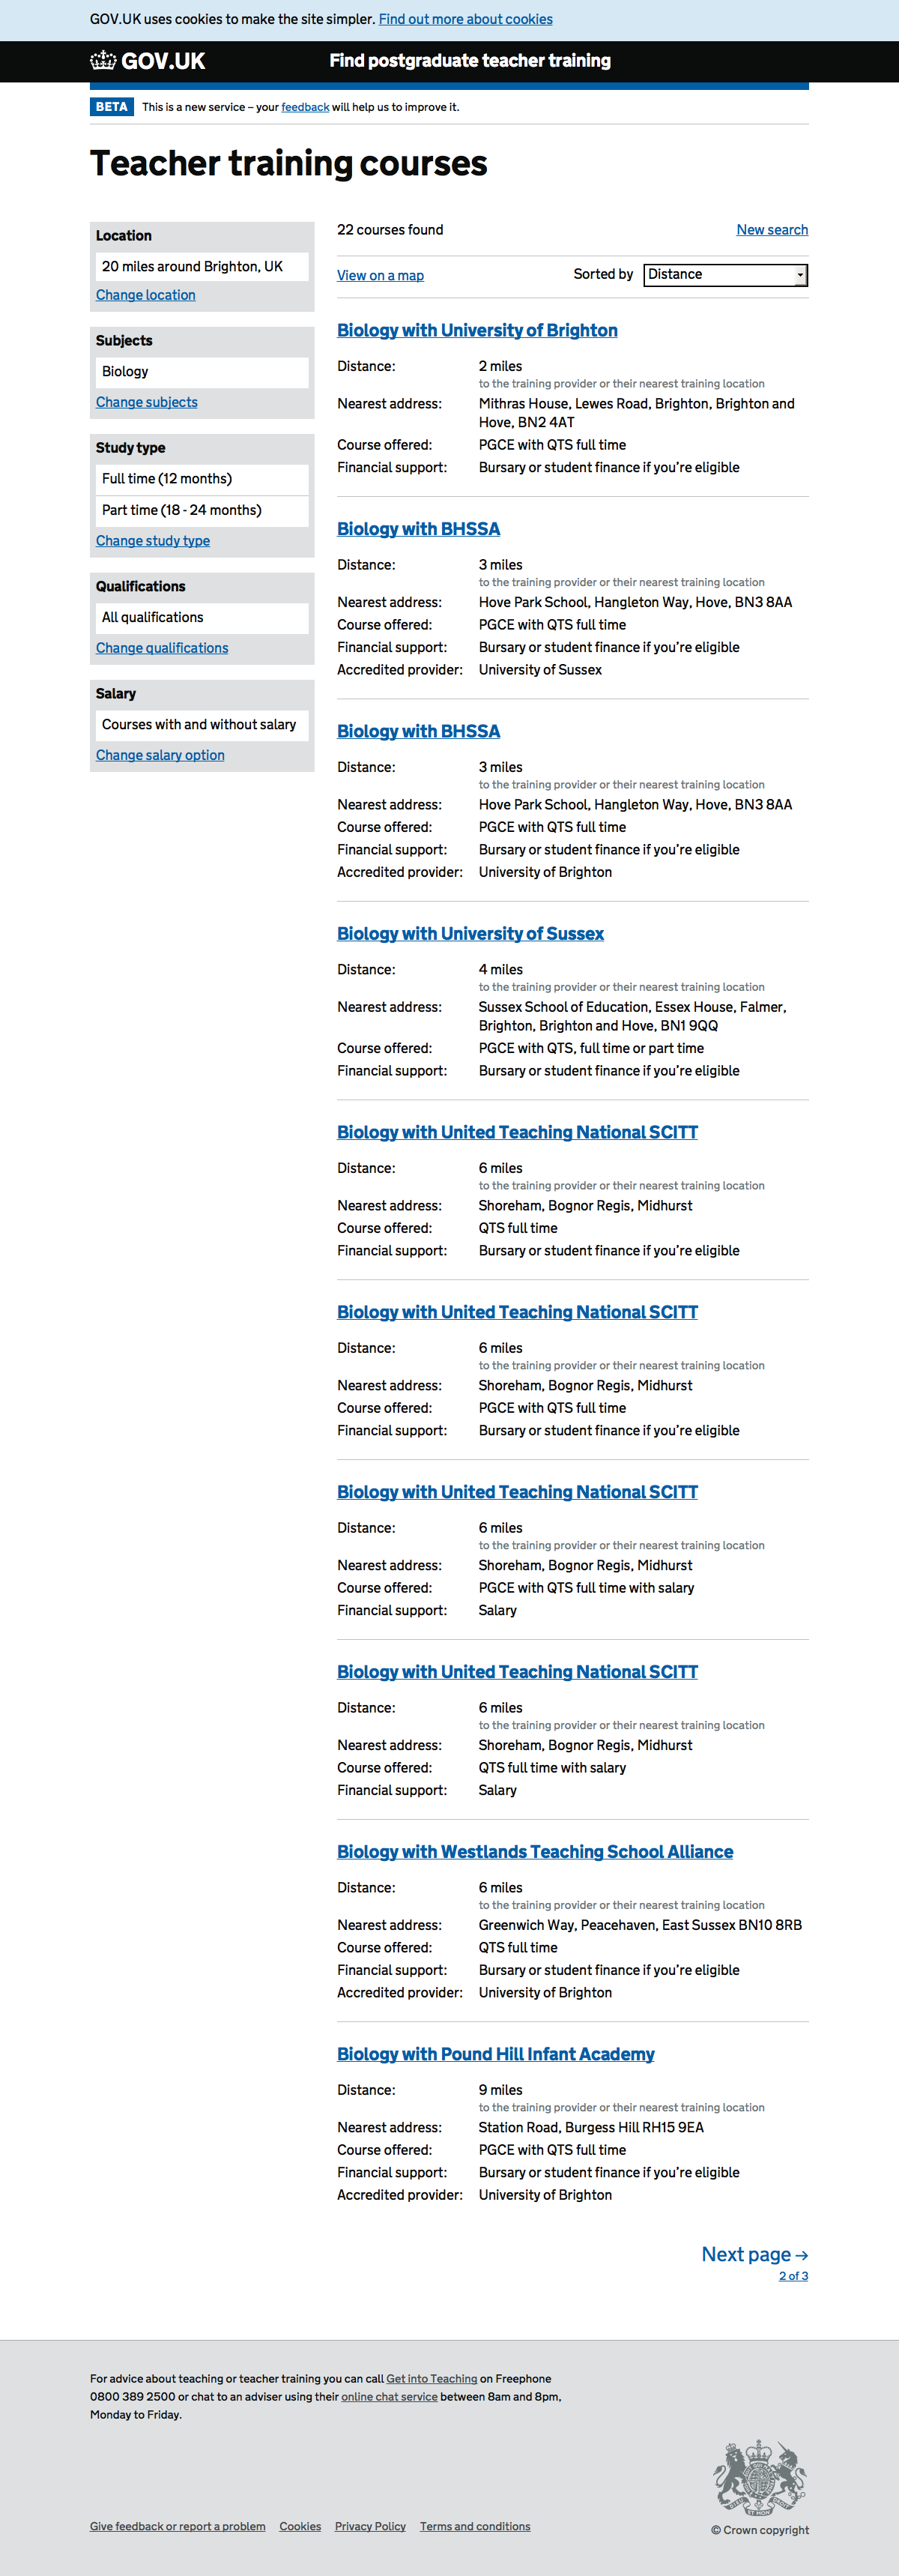 GOV.UK uses cookies to make the site simpler. Find out more about cookies
GOV.UK
Find postgraduate teacher training
BETA This is a new service – your feedback will help us to improve it.
Teacher training courses
Location
20 miles around Brighton, UK
Change location
Subjects
Biology
Change subjects
Study type
Full time (12 months)
Part time (18 - 24 months)
Change study type
Qualifications
All qualifications
Change qualifications
Salary
Courses with and without salary
Change salary option
22 courses found
New search
View on a map
Sorted by Distance
Biology with University of Brighton
Distance: 2 miles
to the training provider or their nearest training location
Nearest address: Mithras House, Lewes Road, Brighton, Brighton and
Hove, BN2 4AT
Course offered: PGCE with QTS full time
Financial support: Bursary or student finance if you’re eligible
Biology with BHSSA
Distance: 3 miles
to the training provider or their nearest training location
Nearest address: Hove Park School, Hangleton Way, Hove, BN3 8AA
Course offered: PGCE with QTS full time
Financial support: Bursary or student finance if you’re eligible
Accredited provider: University of Sussex
Biology with BHSSA
Distance: 3 miles
to the training provider or their nearest training location
Nearest address: Hove Park School, Hangleton Way, Hove, BN3 8AA
Course offered: PGCE with QTS full time
Financial support: Bursary or student finance if you’re eligible
Accredited provider: University of Brighton
Biology with University of Sussex
Distance: 4 miles
to the training provider or their nearest training location
Nearest address: Sussex School of Education, Essex House, Falmer,
Brighton, Brighton and Hove, BN1 9QQ
Course offered: PGCE with QTS, full time or part time
Financial support: Bursary or student finance if you’re eligible
Biology with United Teaching National SCITT
Distance: 6 miles
to the training provider or their nearest training location
Nearest address: Shoreham, Bognor Regis, Midhurst
Course offered: QTS full time
Financial support: Bursary or student finance if you’re eligible
Biology with United Teaching National SCITT
Distance: 6 miles
to the training provider or their nearest training location
Nearest address: Shoreham, Bognor Regis, Midhurst
Course offered: PGCE with QTS full time
Financial support: Bursary or student finance if you’re eligible
Biology with United Teaching National SCITT
Distance: 6 miles
to the training provider or their nearest training location
Nearest address: Shoreham, Bognor Regis, Midhurst
Course offered: PGCE with QTS full time with salary
Financial support: Salary
Biology with United Teaching National SCITT
Distance: 6 miles
to the training provider or their nearest training location
Nearest address: Shoreham, Bognor Regis, Midhurst
Course offered: QTS full time with salary
Financial support: Salary
Biology with Westlands Teaching School Alliance
Distance: 6 miles
to the training provider or their nearest training location
Nearest address: Greenwich Way, Peacehaven, East Sussex BN10 8RB
Course offered: QTS full time
Financial support: Bursary or student finance if you’re eligible
Accredited provider: University of Brighton
Biology with Pound Hill Infant Academy
Distance: 9 miles
to the training provider or their nearest training location
Nearest address: Station Road, Burgess Hill RH15 9EA
Course offered: PGCE with QTS full time
Financial support: Bursary or student finance if you’re eligible
Accredited provider: University of Brighton
Next page →
2 of 3
For advice about teaching or teacher training you can call Get into Teaching on Freephone
0800 389 2500 or chat to an adviser using their online chat service between 8am and 8pm,
Monday to Friday.
Give feedback or report a problem Cookies Privacy Policy Terms and conditions
© Crown copyright